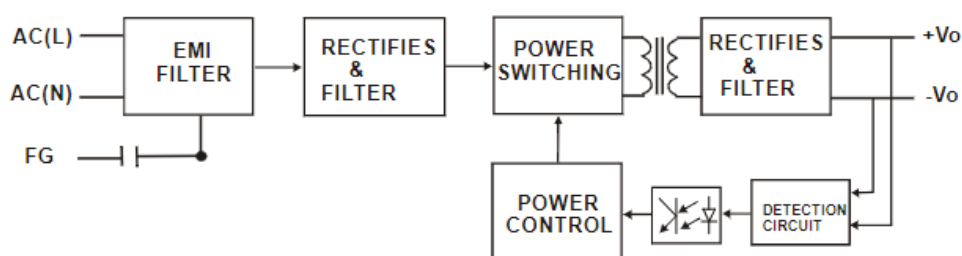 AC(L)
AC(N)
FG
EMI
FILTER
RECTIFIES
&
FILTER
POWER
SWITCHING
RECTIFIES
&
FILTER
+Vo
-Vo
POWER
CONTROL
DETECTION
CIRCUIT